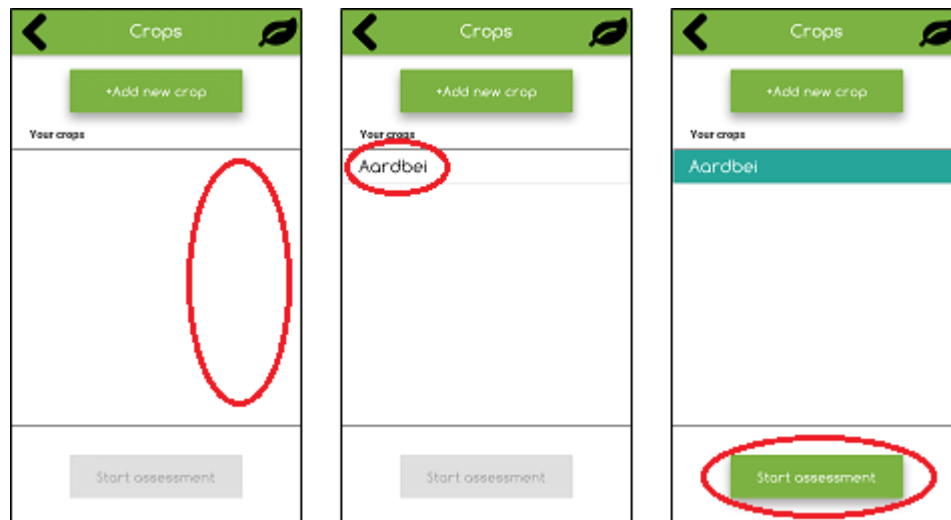 Crops
+Add new crop
Your crops
Start assessment
Crops
+Add new crop
Your crops
Aardbei
Start assessment
Crops
+Add new crop
Your crops
Aardbei
Start assessment